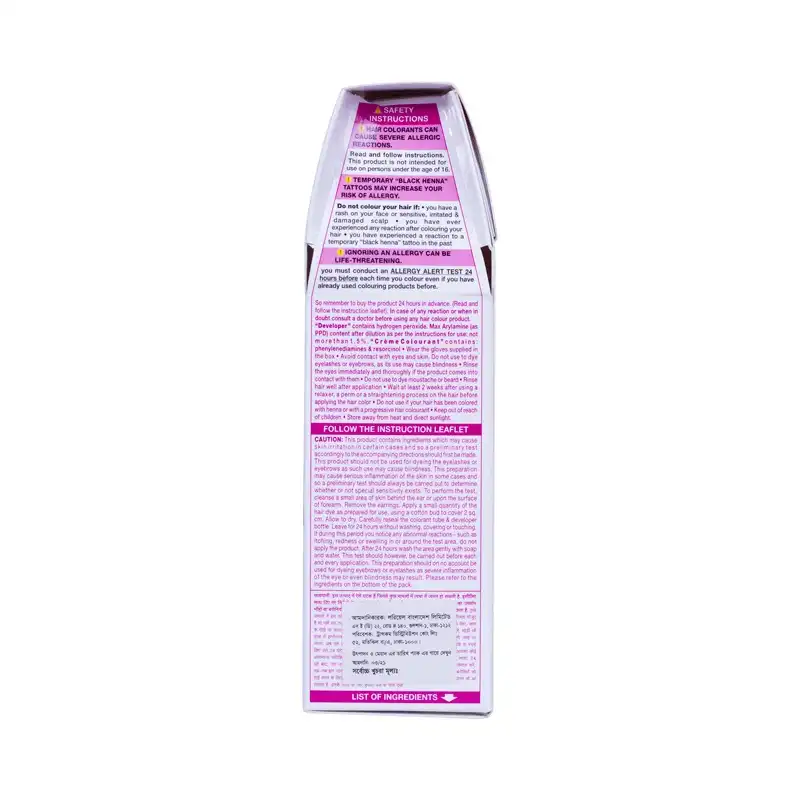 ⚠ SAFETY
INSTRUCTIONS
HAIR COLORANTS CAN
CAUSE SEVERE ALLERGIC
REACTIONS.
Read and follow instructions.
This product is not intended for
use on persons under the age of 16.
TEMPORARY "BLACK HENNA"
TATTOOS MAY INCREASE YOUR
RISK OF ALLERGY.
Do not colour your hair if: • you have a
rash on your face or sensitive, irritated &
damaged scalp • you have ever
experienced any reaction after colouring your
hair • you have experienced a reaction to a
temporary "black henna" tattoo in the past
IGNORING AN ALLERGY CAN BE
LIFE-THREATENING.
you must conduct an ALLERGY ALERT TEST 24
hours before each time you colour even if you have
already used colouring products before.
So remember to buy the product 24 hours in advance. (Read and
follow the instruction leaflet). In case of any reaction or when in
doubt consult a doctor before using any hair colour product.
"Developer" contains hydrogen peroxide. Max Arylamine (as
PPD) content after dilution as per the instructions for use: not
more than 1.5%. "Crème Colourant" contains:
phenylenediamines & resorcinol • Wear the gloves supplied in
the box • Avoid contact with eyes and skin. Do not use to dye
eyelashes or eyebrows, as its use may cause blindness • Rinse
the eyes immediately and thoroughly if the product comes into
contact with them • Do not use to dye moustache or beard • Rinse
hair well after application • Wait at least 2 weeks after using a
relaxer, a perm or a straightening process on the hair before
applying the hair color • Do not use if your hair has been colored
with henna or with a progressive hair colourant • Keep out of reach
of children • Store away from heat and direct sunlight.
FOLLOW THE INSTRUCTION LEAFLET
CAUTION: This product contains ingredients which may cause
skin irritation in certain cases and so a preliminary test
accordingly to the accompanying directions should first be made.
This product should not be used for dyeing the eyelashes or
eyebrows as such use may cause blindness. This preparation
may cause serious inflammation of the skin in some cases and
so a preliminary test should always be carried out to determine
whether or not special sensitivity exists. To perform the test,
cleanse a small area of skin behind the ear or upon the surface
of forearm. Remove the earrings. Apply a small quantity of the
hair dye as prepared for use, using a cotton bud to cover 2 sq.
cm. Allow to dry. Carefully reseal the colorant tube & developer
bottle. Leave for 24 hours without washing, covering or touching.
If during this period you notice any abnormal reactions - such as
itching, redness or swelling in or around the test area, do not
apply the product. After 24 hours wash the area gently with soap
and water. This test should however, be carried out before each
and every application. This preparation should on no account be
used for dyeing eyebrows or eyelashes as severe inflammation
of the eye or even blindness may result. Please refer to the
ingredients on the bottom of the pack.
আমদানিকারক: লরিয়েল বাংলাদেশ লিমিটেড
পরিবেশক: ট্রান্সকম ডিস্ট্রিবিউশন কোং লিঃ
৫২, মতিঝিল বা/এ, ঢাকা-১০০০।
উৎপাদন ও মেয়াদ এর তারিখ প্যাক এর গায়ে দেখুন
আমদানি: ০৬/২১
সর্বোচ্চ খুচরা মূল্যঃ
LIST OF INGREDIENTS